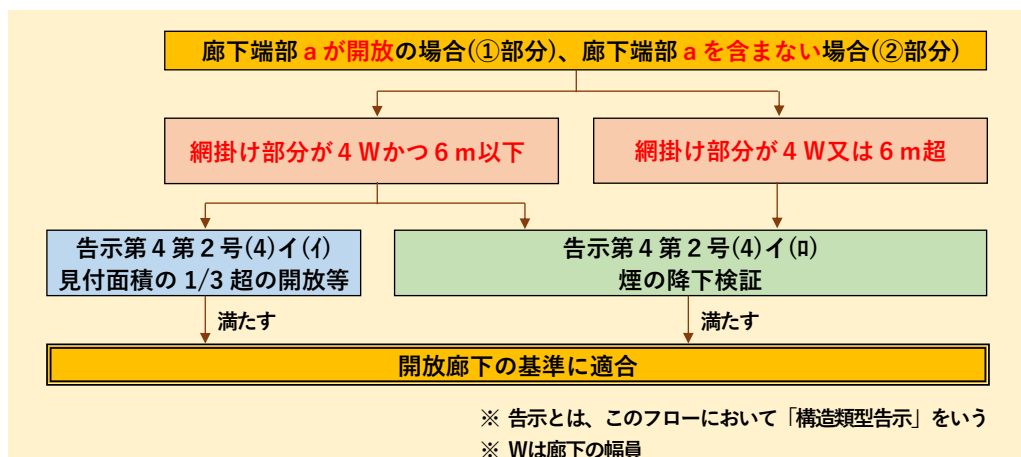 廊下端部ａが開放の場合(①部分)、廊下端部ａを含まない場合(②部分)
網掛け部分が４Ｗかつ６ｍ以下
網掛け部分が４Ｗ又は６ｍ超
告示第４第２号(4)イ(ｲ)
見付面積の 1/3 超の開放等
告示第４第２号(4)イ(ﾛ)
煙の降下検証
満たす
満たす
開放廊下の基準に適合
※ 告示とは、このフローにおいて「構造類型告示」をいう
※ Ｗは廊下の幅員